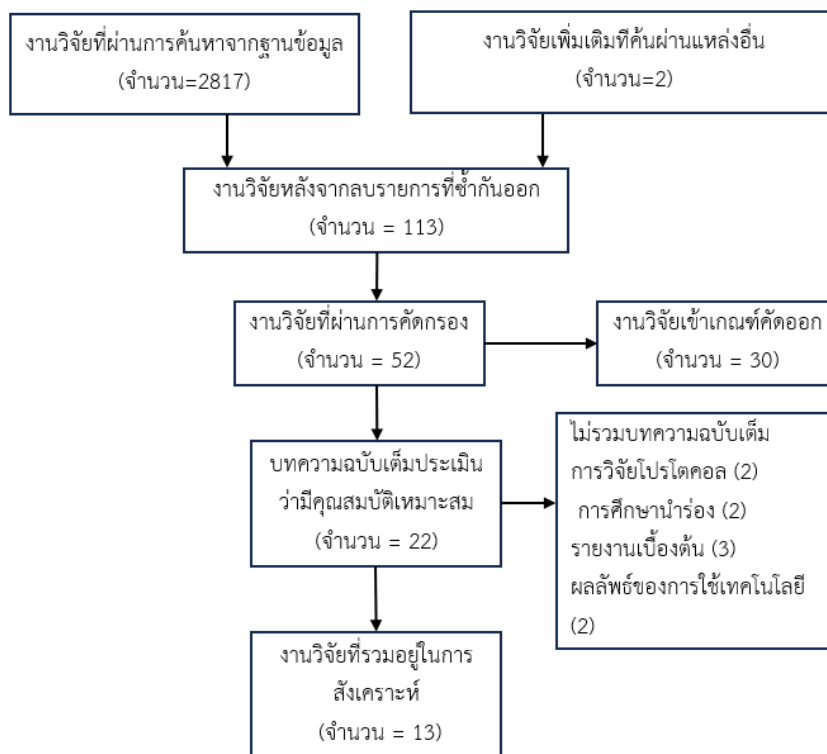 งานวิจัยที่ผ่านการค้นหาจากฐานข้อมูล
(จำนวน=2817)
งานวิจัยเพิ่มเติมทีค้นผ่านแหล่งอื่น
(จำนวน=2)
งานวิจัยหลังจากลบรายการที่ซ้ำกันออก
(จำนวน = 113)
งานวิจัยที่ผ่านการคัดกรอง
(จำนวน = 52)
งานวิจัยเข้าเกณฑ์คัดออก
(จำนวน = 30)
บทความฉบับเต็มประเมิน
ว่ามีคุณสมบัติเหมาะสม
(จำนวน = 22)
ไม่รวมบทความฉบับเต็ม
การวิจัยโปรโตคอล (2)
การศึกษานำร่อง (2)
รายงานเบื้องต้น (3)
ผลลัพธ์ของการใช้เทคโนโลยี
(2)
งานวิจัยที่รวมอยู่ในการ
สังเคราะห์
(จำนวน = 13)